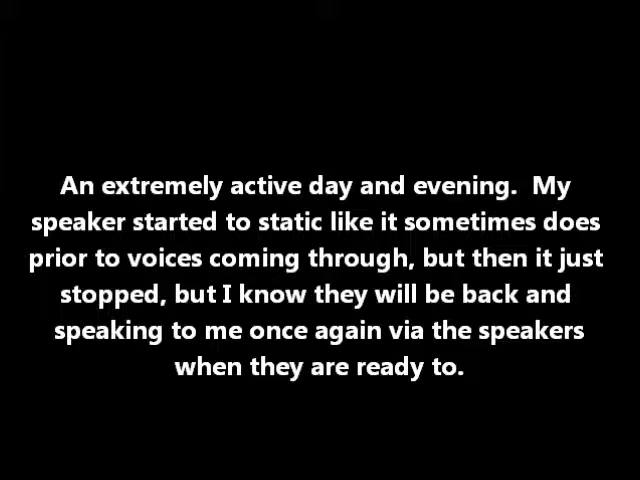 An extremely active day and evening.  My
speaker started to static like it sometimes does
prior to voices coming through, but then it just
stopped, but I know they will be back and
speaking to me once again via the speakers
when they are ready to.